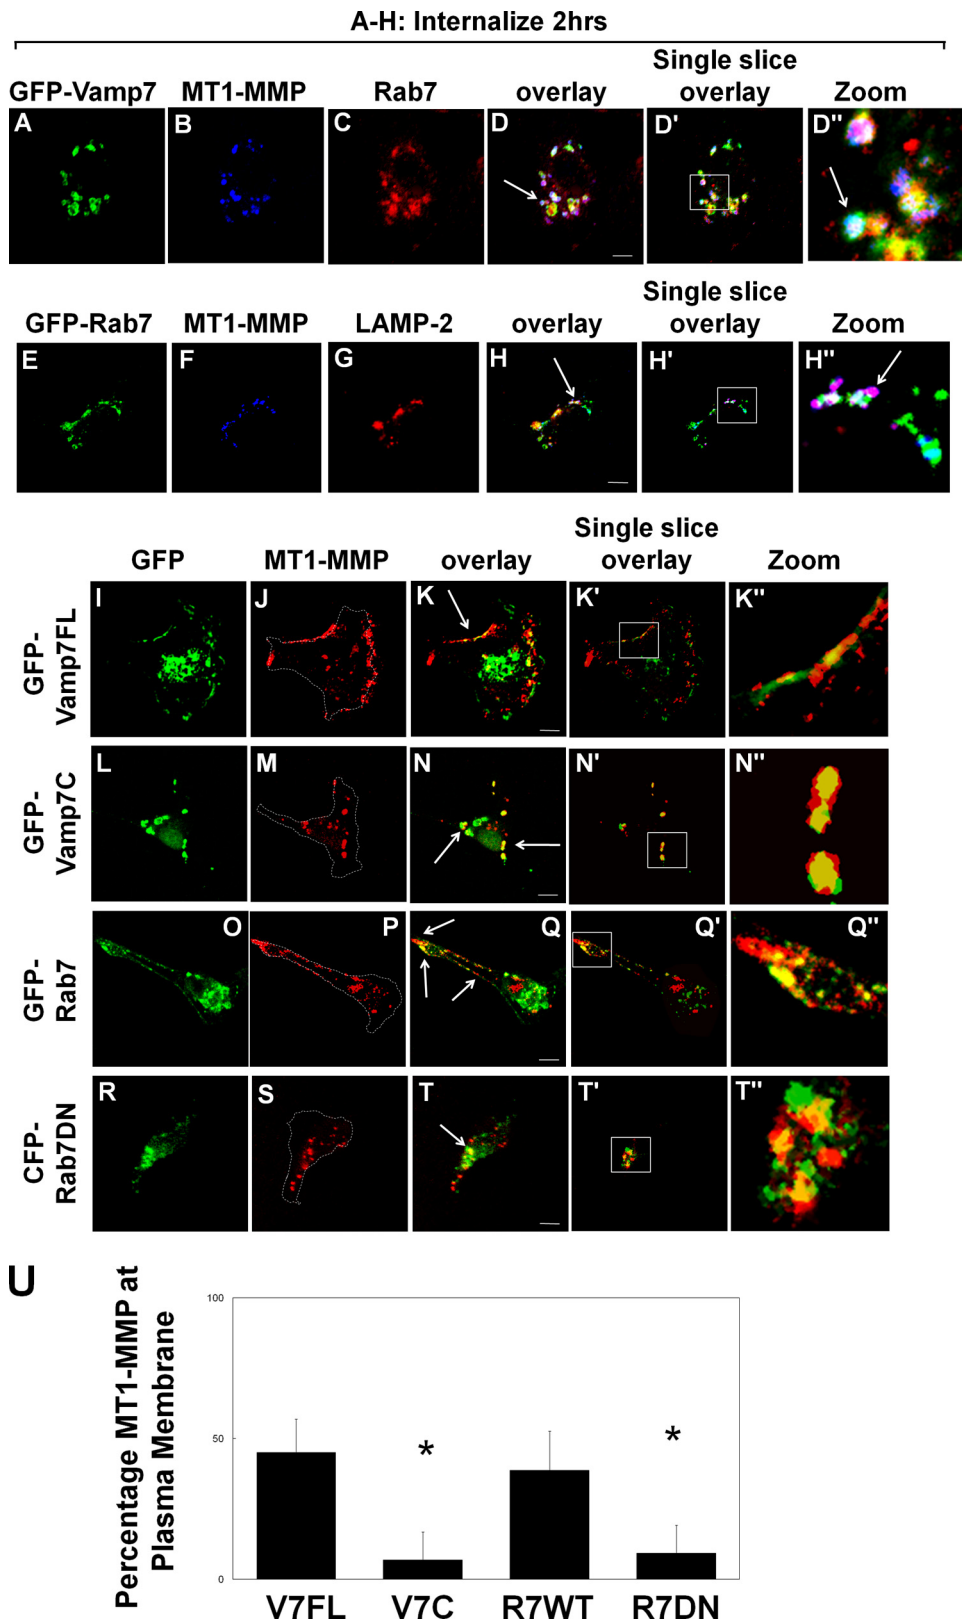 A-H: Internalize 2hrs
GFP-Vamp7 MT1-MMP Rab7 overlay Single slice overlay Zoom
A B C D D' D"
GFP-Rab7 MT1-MMP LAMP-2 overlay Single slice overlay Zoom
E F G H H' H"
GFP MT1-MMP overlay Single slice overlay Zoom
GFP-Vamp7FL
I J K K' K"
GFP-Vamp7C
L M N N' N"
GFP-Rab7
O P Q Q' Q"
CFP-Rab7DN
R S T T' T"
U
Percentage MT1-MMP at Plasma Membrane
100
50
0
* *
V7FL V7C R7WT R7DN